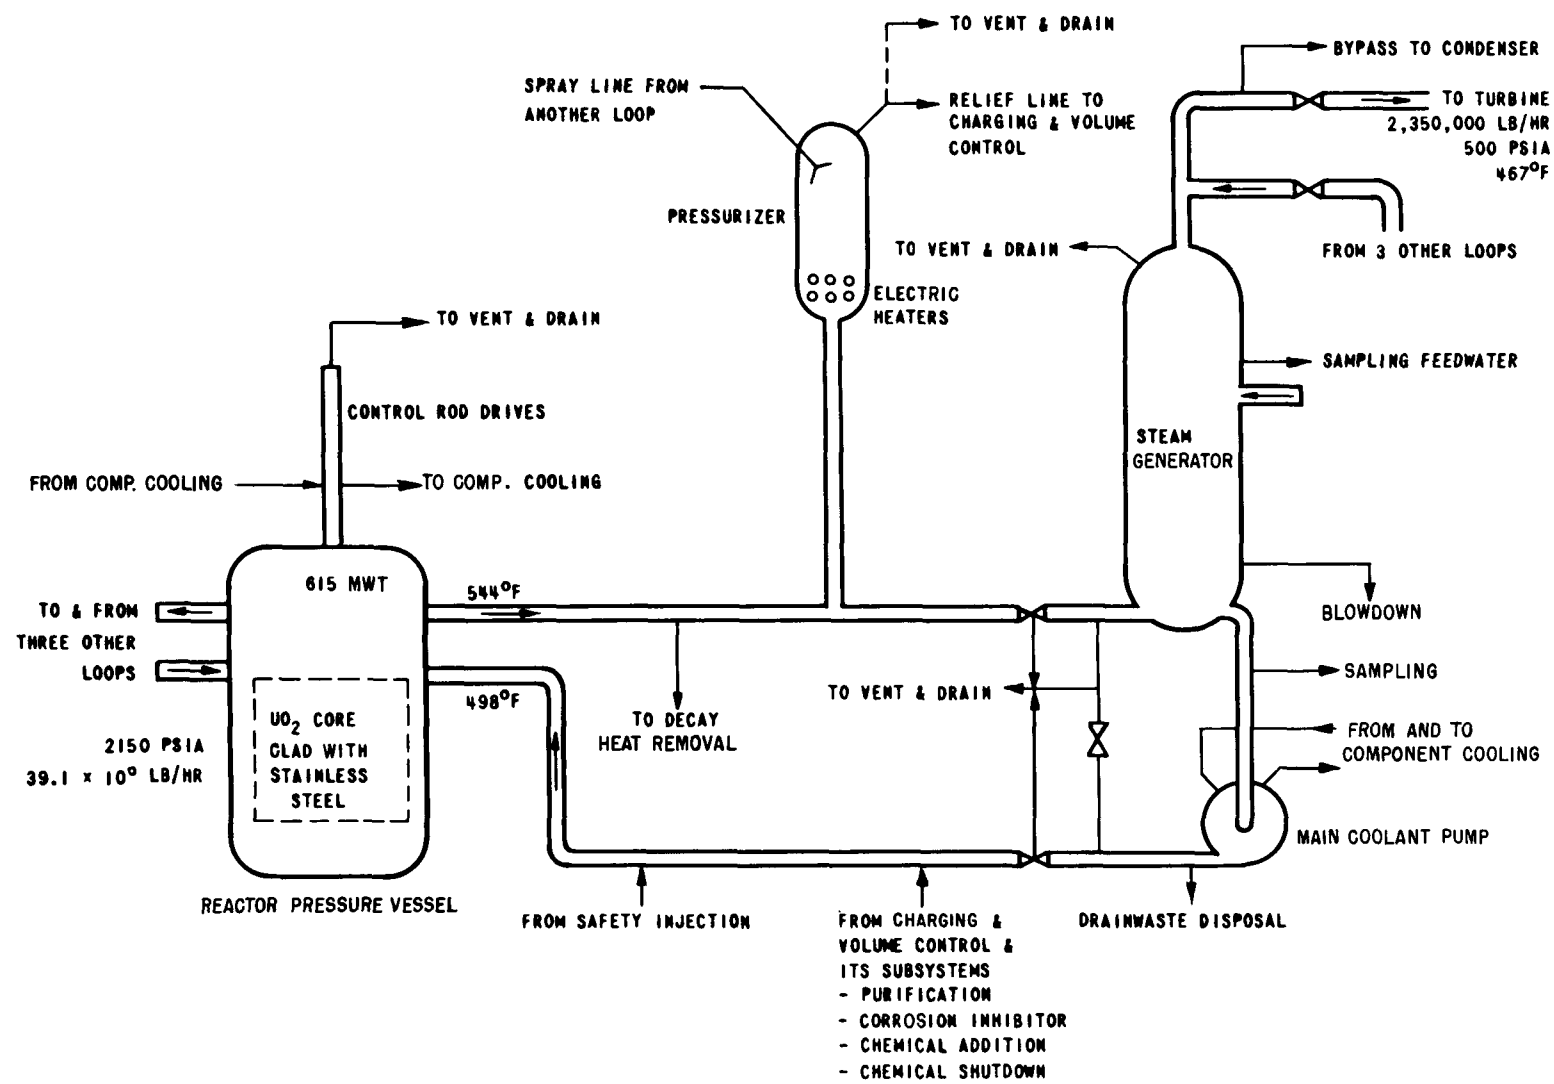 TO VENT & DRAIN
BYPASS TO CONDENSER
SPRAY LINE FROM
ANOTHER LOOP
RELIEF LINE TO
CHARGING & VOLUME
CONTROL
TO TURBINE
2,350,000 LB/HR
500 PSIA
467°F
PRESSURIZER
TO VENT & DRAIN
FROM 3 OTHER LOOPS
ELECTRIC
HEATERS
TO VENT & DRAIN
SAMPLING FEEDWATER
CONTROL ROD DRIVES
STEAM
GENERATOR
FROM COMP. COOLING
TO COMP. COOLING
615 MWT
544°F
TO & FROM
THREE OTHER
LOOPS
BLOWDOWN
498°F
TO VENT & DRAIN
SAMPLING
TO DECAY
HEAT REMOVAL
UO2 CORE
CLAD WITH
STAINLESS
STEEL
2150 PSIA
39.1 × 10⁰ LB/HR
FROM AND TO
COMPONENT COOLING
MAIN COOLANT PUMP
REACTOR PRESSURE VESSEL
FROM SAFETY INJECTION
FROM CHARGING &
VOLUME CONTROL &
ITS SUBSYSTEMS
- PURIFICATION
- CORROSION INHIBITOR
- CHEMICAL ADDITION
- CHEMICAL SHUTDOWN
DRAINWASTE DISPOSAL